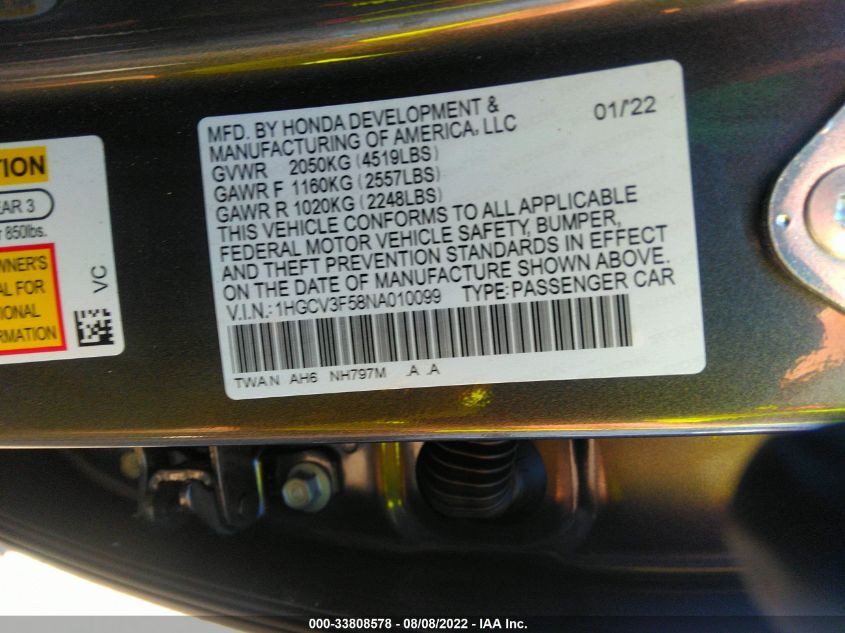 TION
EAR 3
r 850lbs.
WNER'S
AL FOR
IONAL
RMATION
VC
MFD. BY HONDA DEVELOPMENT &
MANUFACTURING OF AMERICA, LLC
01/'22
GVWR 2050KG (4519LBS)
GAWR F 1160KG (2557LBS)
GAWR R 1020KG (2248LBS)
THIS VEHICLE CONFORMS TO ALL APPLICABLE
FEDERAL MOTOR VEHICLE SAFETY, BUMPER,
AND THEFT PREVENTION STANDARDS IN EFFECT
ON THE DATE OF MANUFACTURE SHOWN ABOVE.
V.I.N.: 1HGCV3F58NA010099 TYPE: PASSENGER CAR
TWAN AH6 NH797M .A .A
000-33808578 - 08/08/2022 - IAA Inc.